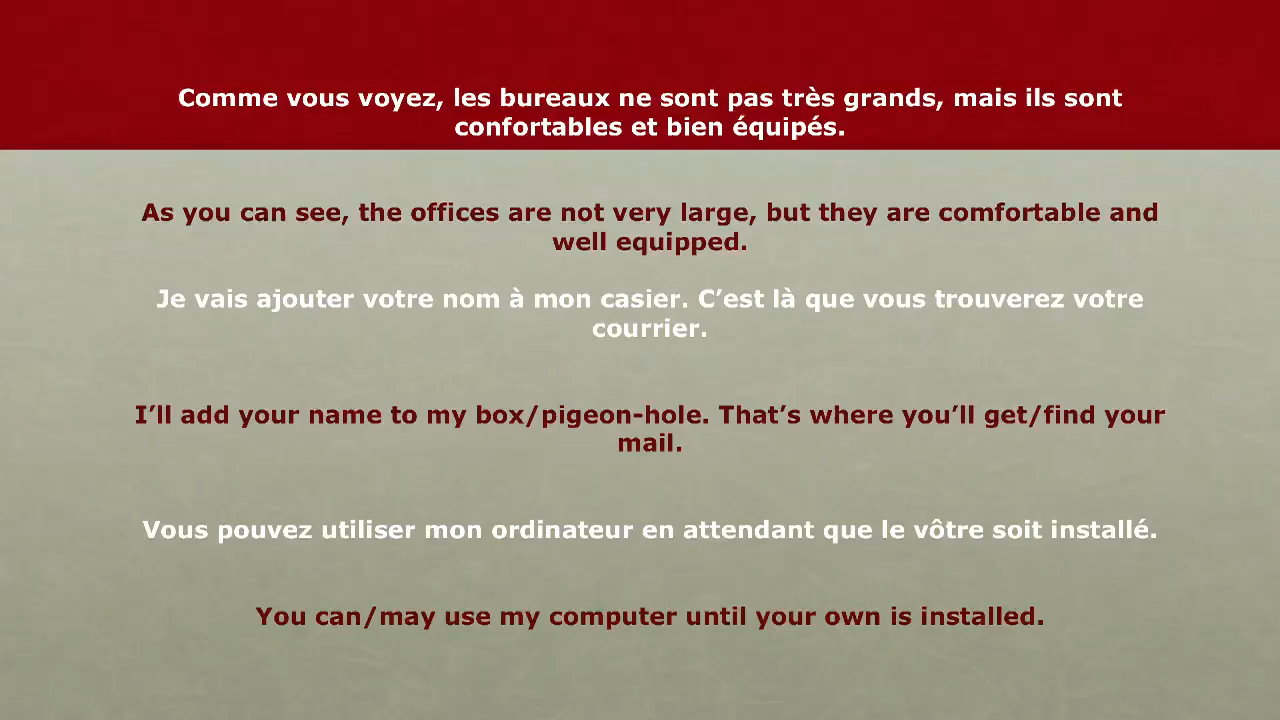 Comme vous voyez, les bureaux ne sont pas très grands, mais ils sont
confortables et bien équipés.
As you can see, the offices are not very large, but they are comfortable and
well equipped.
Je vais ajouter votre nom à mon casier. C’est là que vous trouverez votre
courrier.
I’ll add your name to my box/pigeon-hole. That’s where you’ll get/find your
mail.
Vous pouvez utiliser mon ordinateur en attendant que le vôtre soit installé.
You can/may use my computer until your own is installed.